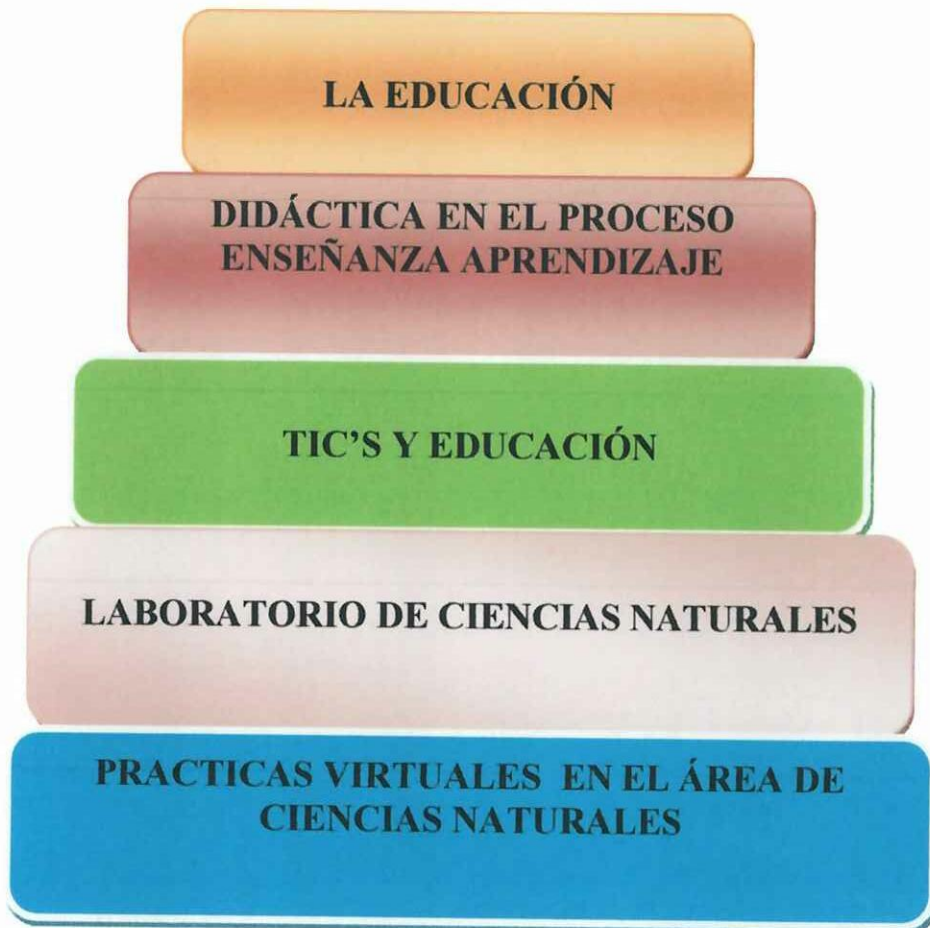 LA EDUCACIÓN
DIDÁCTICA EN EL PROCESO
ENSEÑANZA APRENDIZAJE
TIC'S Y EDUCACIÓN
LABORATORIO DE CIENCIAS NATURALES
PRACTICAS VIRTUALES EN EL ÁREA DE
CIENCIAS NATURALES